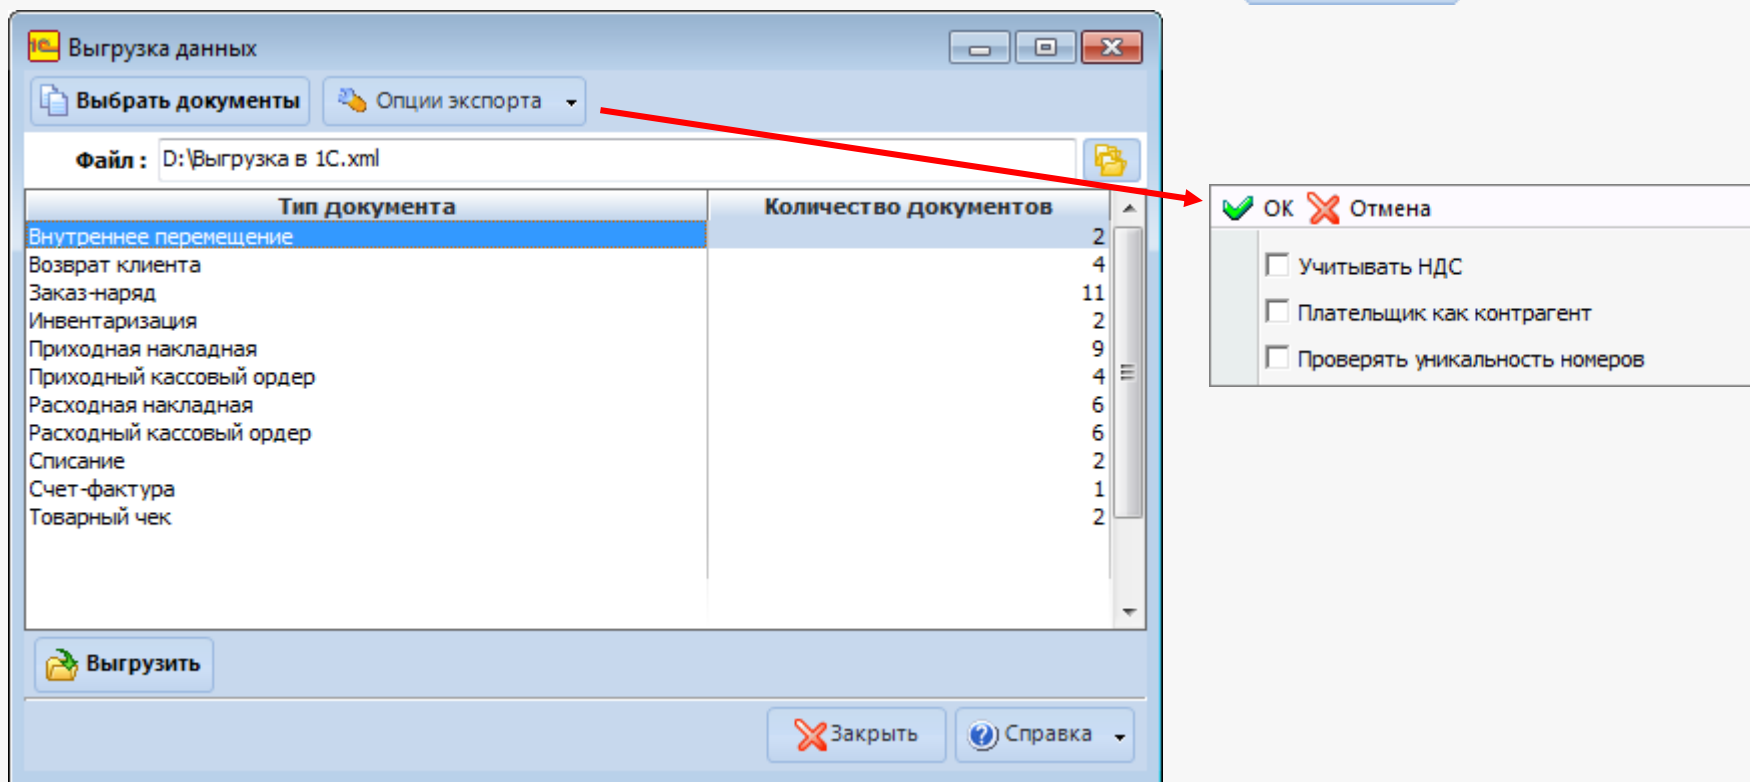 Выгрузка данных
Выбрать документы Опции экспорта
Файл : D:\Выгрузка в 1С.xml
Тип документа Количество документов
Внутреннее перемещение 2
Возврат клиента 4
Заказ-наряд 11
Инвентаризация 2
Приходная накладная 9
Приходный кассовый ордер 4
Расходная накладная 6
Расходный кассовый ордер 6
Списание 2
Счет-фактура 1
Товарный чек 2
Выгрузить
Закрыть Справка
ОК Отмена
Учитывать НДС
Плательщик как контрагент
Проверять уникальность номеров